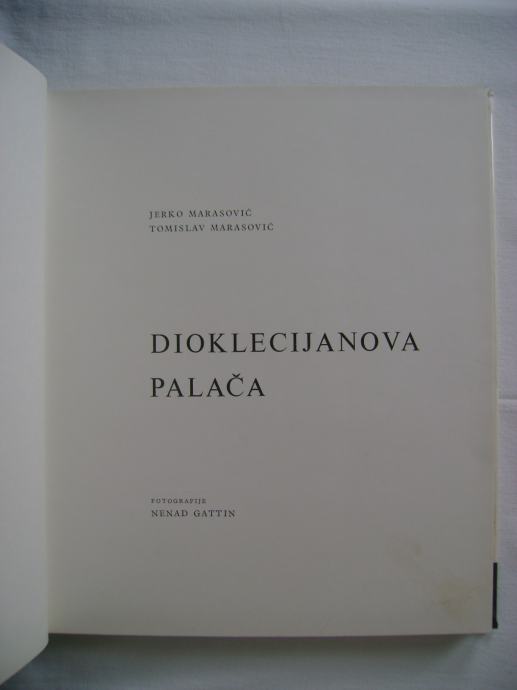 JERKO MARASOVIĆ
TOMISLAV MARASOVIĆ
DIOKLECIJANOVA
PALAČA
FOTOGRAFIJE
NENAD GATTIN